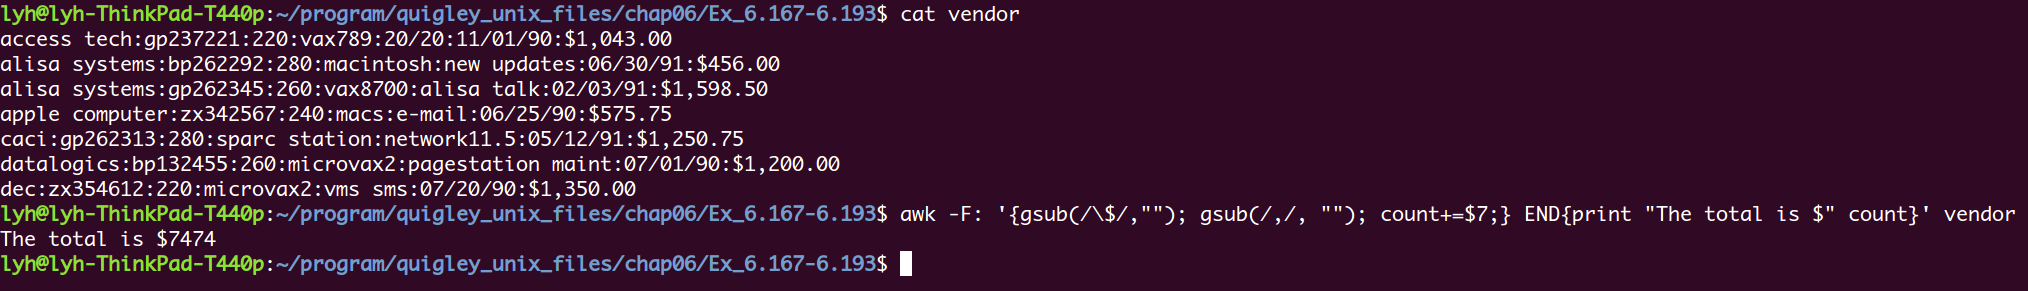 lyh@lyh-ThinkPad-T440p:~/program/quigley_unix_files/chap06/Ex_6.167-6.193$ cat vendor
access tech:gp237221:220:vax789:20/20:11/01/90:$1,043.00
alisa systems:bp262292:280:macintosh:new updates:06/30/91:$456.00
alisa systems:gp262345:260:vax8700:alisa talk:02/03/91:$1,598.50
apple computer:zx342567:240:macs:e-mail:06/25/90:$575.75
caci:gp262313:280:sparc station:network11.5:05/12/91:$1,250.75
datalogics:bp132455:260:microvax2:pagestation maint:07/01/90:$1,200.00
dec:zx354612:220:microvax2:vms sms:07/20/90:$1,350.00
lyh@lyh-ThinkPad-T440p:~/program/quigley_unix_files/chap06/Ex_6.167-6.193$ awk -F: '{gsub(/\$/,""); gsub(/,/, ""); count+=$7;} END{print "The total is $" count}' vendor
The total is $7474
lyh@lyh-ThinkPad-T440p:~/program/quigley_unix_files/chap06/Ex_6.167-6.193$